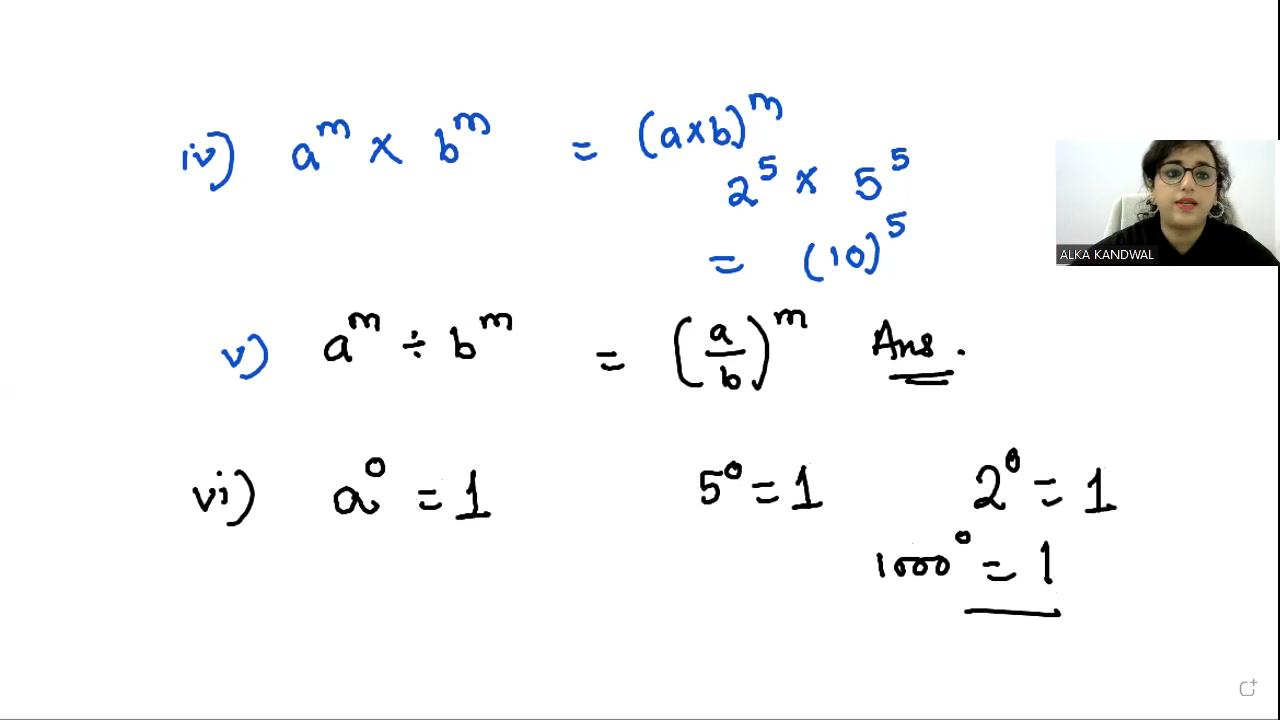 iv) a^m × b^m = (a×b)^m
2^5 × 5^5
= (10)^5
ALKA KANDWAL
v) a^m ÷ b^m = (a/b)^m Ans.
vi) a^0 = 1 5^0 = 1 2^0 = 1
1000^0 = 1